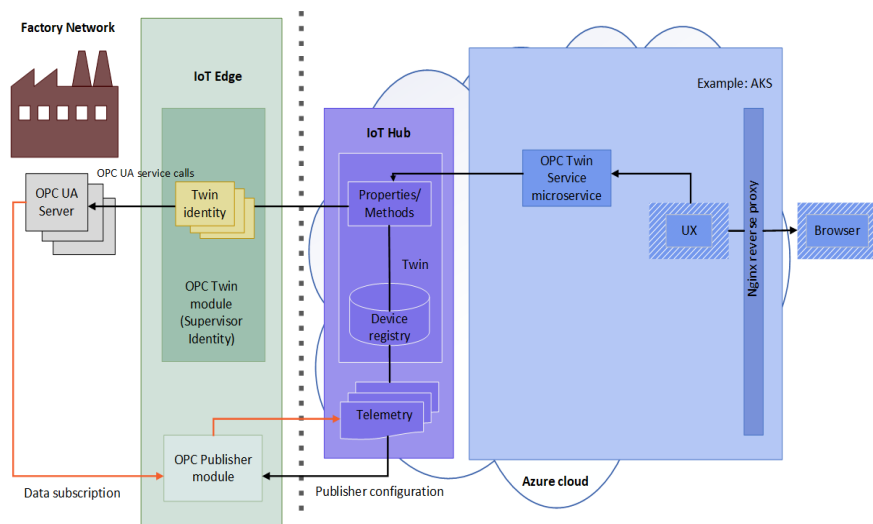 Factory Network
IoT Edge
Example: AKS
IoT Hub
OPC UA service calls
OPC UA
Server
Twin
identity
Properties/
Methods
OPC Twin
Service
microservice
UX
Nginx reverse proxy
Browser
Twin
OPC Twin
module
(Supervisor
Identity)
Device
registry
Telemetry
OPC Publisher
module
Data subscription
Publisher configuration
Azure cloud